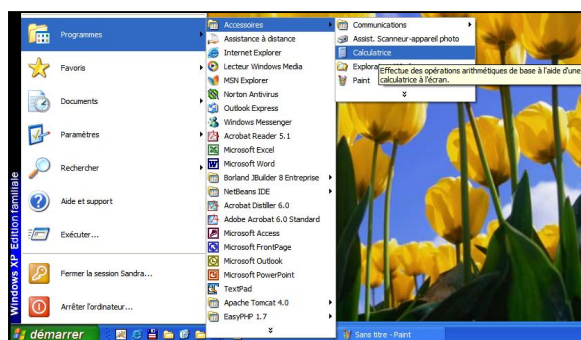 Windows XP Edition familiale
Programmes
Favoris
Documents
Paramètres
Rechercher
Aide et support
Exécuter...
Fermer la session Sandra...
Arrêter l'ordinateur...
Accessoires
Assistance à distance
Internet Explorer
Lecteur Windows Media
MSN Explorer
Norton Antivirus
Outlook Express
Windows Messenger
Acrobat Reader 5.1
Microsoft Excel
Microsoft Word
Borland JBuilder 8 Entreprise
NetBeans IDE
Acrobat Distiller 6.0
Adobe Acrobat 6.0 Standard
Microsoft Access
Microsoft FrontPage
Microsoft Outlook
Microsoft PowerPoint
TextPad
Apache Tomcat 4.0
EasyPHP 1.7
Communications
Assist. Scanneur-appareil photo
Calculatrice
Explora
Paint
Effectue des opérations arithmétiques de base à l'aide d'une
calculatrice à l'écran.
démarrer
Sans titre - Paint